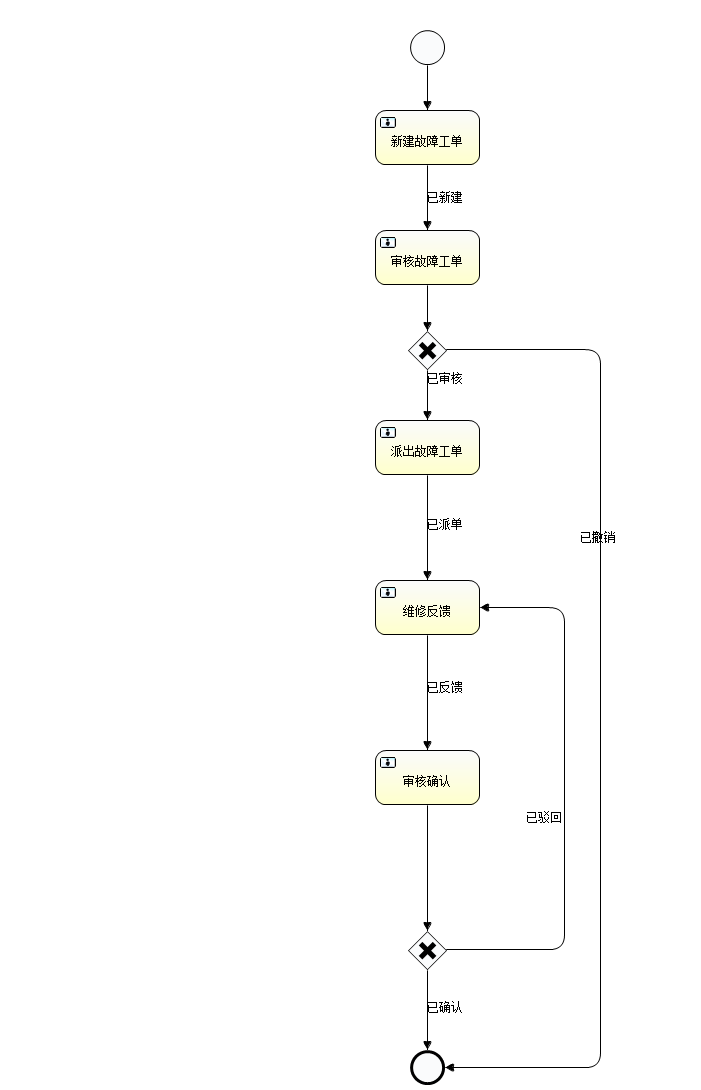 新建故障工单
已新建
审核故障工单
已审核
派出故障工单
已派单
已撤销
维修反馈
已反馈
审核确认
已驳回
已确认